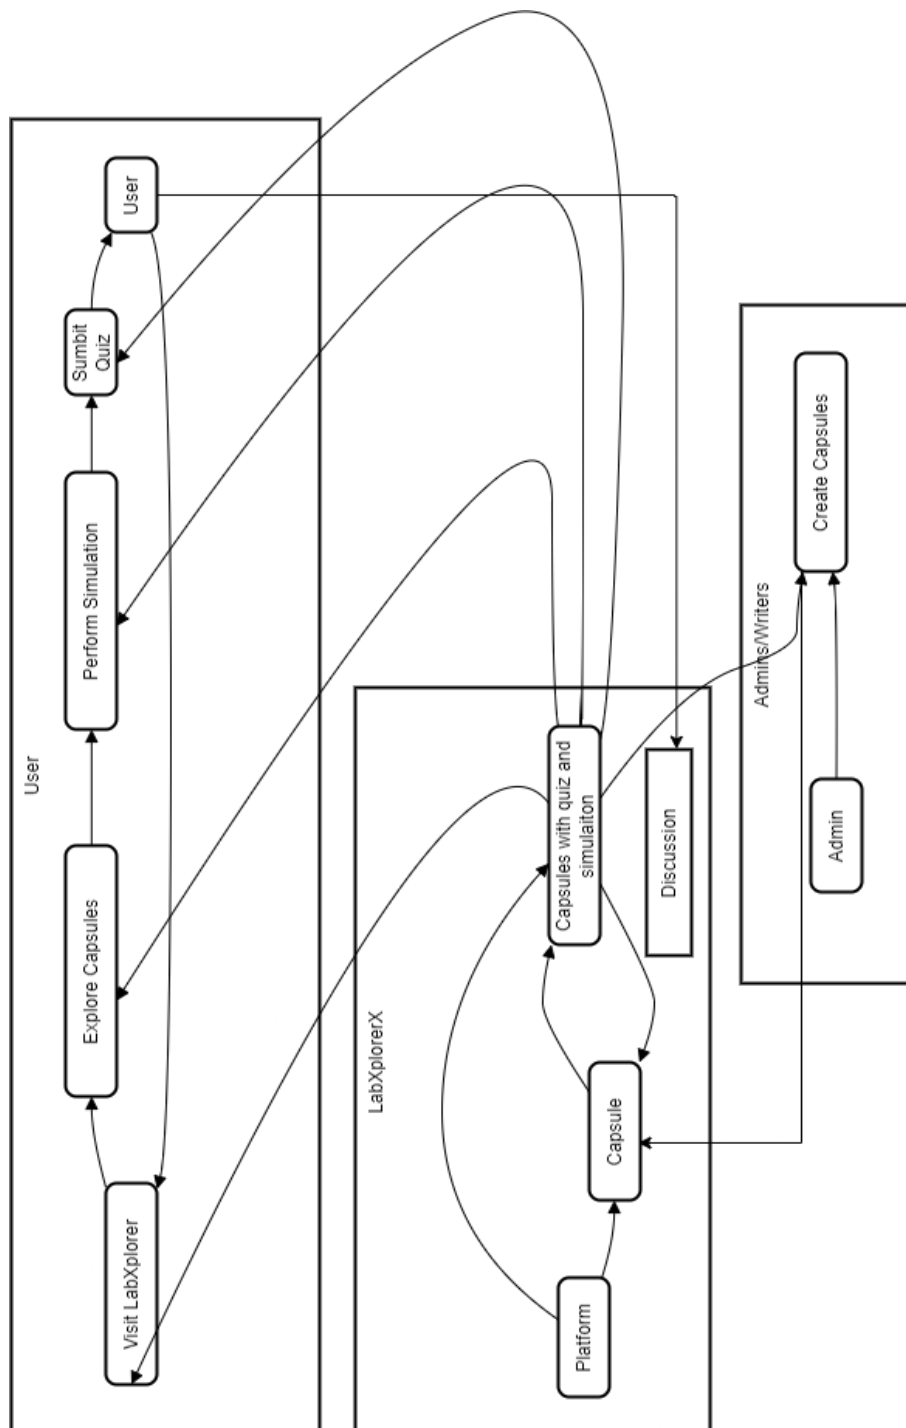 User
Visit LabXplorer
Explore Capsules
Perform Simulation
Sumbit
Quiz
User
LabXplorerX
Platform
Capsule
Capsules with quiz and
simulaiton
Discussion
Admins/Writers
Admin
Create Capsules